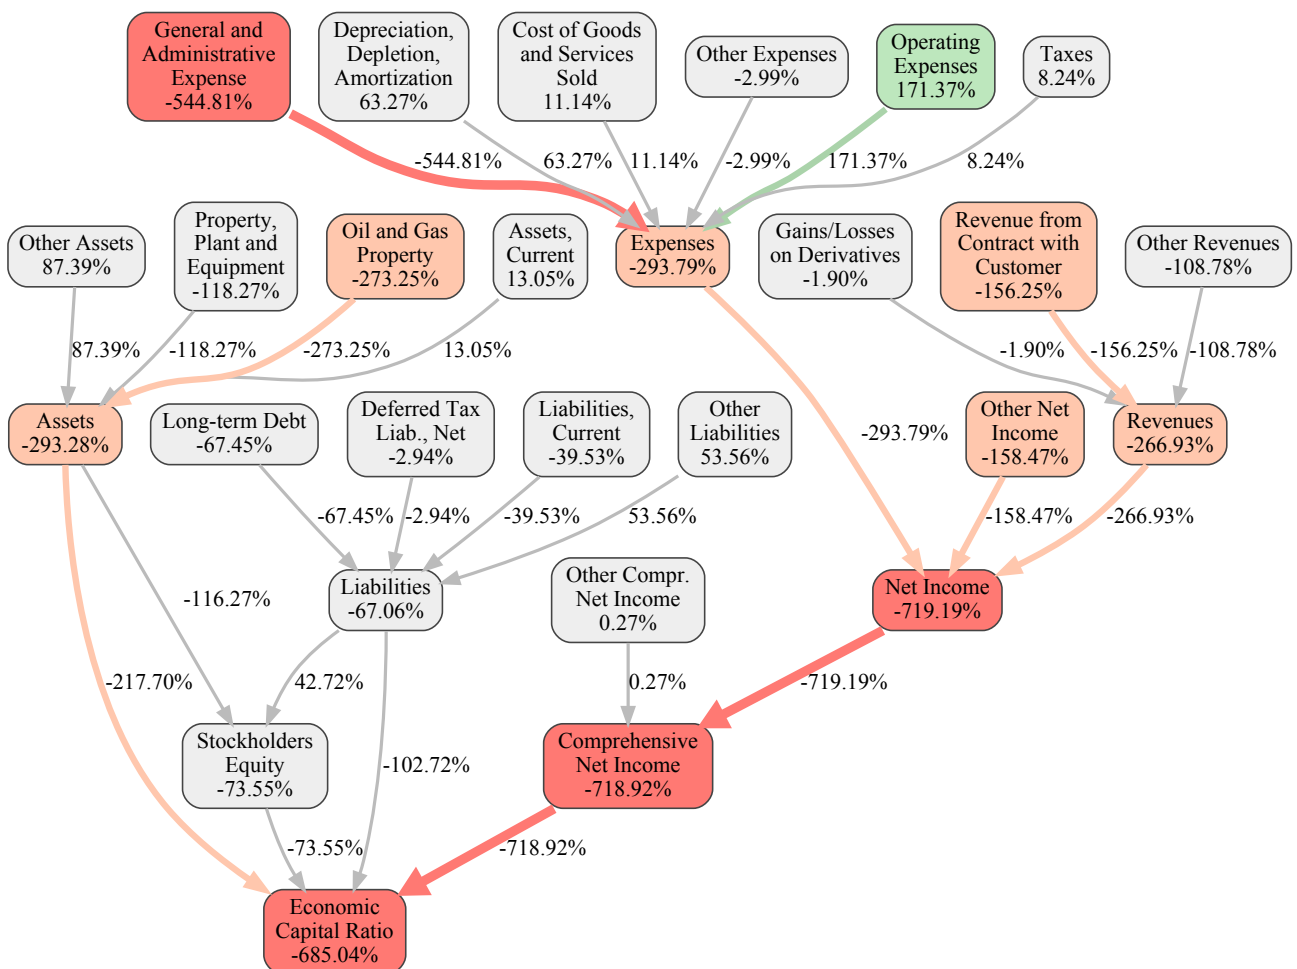 General and
Administrative
Expense
-544.81%
Depreciation,
Depletion,
Amortization
63.27%
Cost of Goods
and Services
Sold
11.14%
Other Expenses
-2.99%
Operating
Expenses
171.37%
Taxes
8.24%
-544.81%
63.27%
11.14%
-2.99%
171.37%
8.24%
Other Assets
87.39%
Property,
Plant and
Equipment
-118.27%
Oil and Gas
Property
-273.25%
Assets,
Current
13.05%
Expenses
-293.79%
Gains/Losses
on Derivatives
-1.90%
Revenue from
Contract with
Customer
-156.25%
Other Revenues
-108.78%
87.39%
-118.27%
-273.25%
13.05%
-1.90%
-156.25%
-108.78%
Assets
-293.28%
Long-term Debt
-67.45%
Deferred Tax
Liab., Net
-2.94%
Liabilities,
Current
-39.53%
Other
Liabilities
53.56%
-293.79%
Other Net
Income
-158.47%
Revenues
-266.93%
-67.45%
-2.94%
-39.53%
53.56%
-158.47%
-266.93%
-116.27%
Liabilities
-67.06%
Other Compr.
Net Income
0.27%
Net Income
-719.19%
-217.70%
42.72%
0.27%
-719.19%
Stockholders
Equity
-73.55%
-102.72%
Comprehensive
Net Income
-718.92%
-73.55%
-718.92%
Economic
Capital Ratio
-685.04%